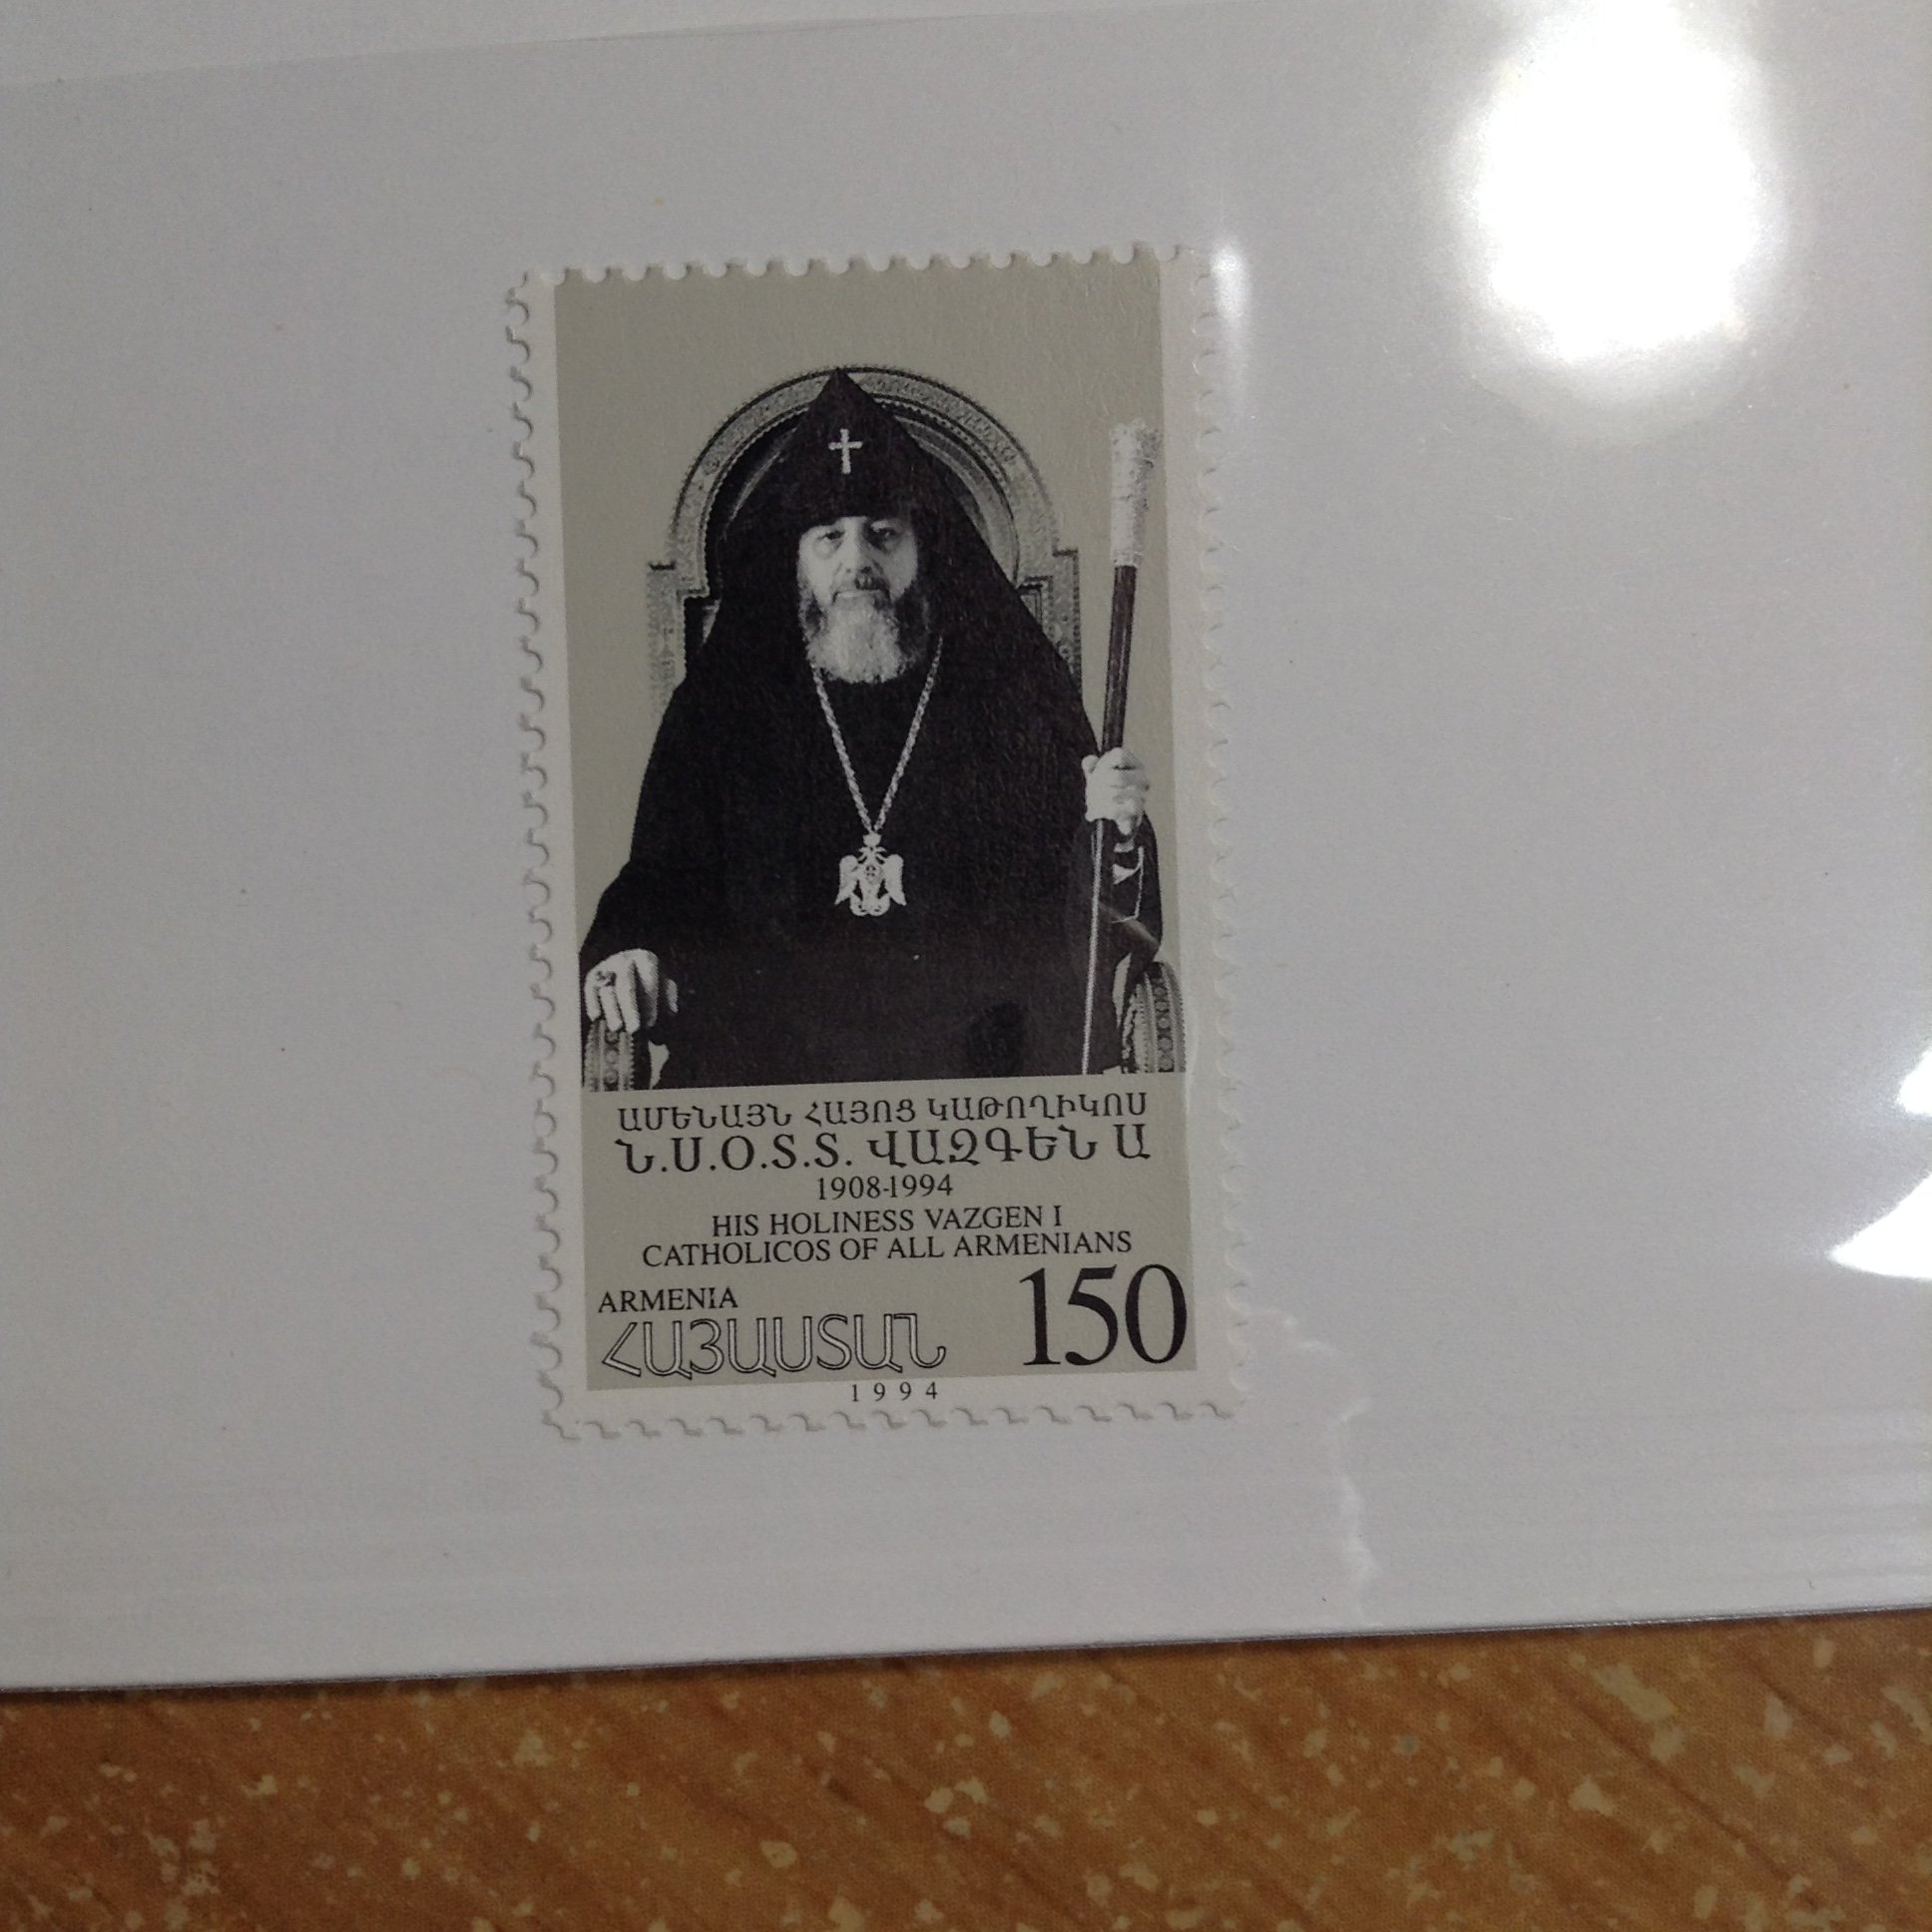 ԱՄԵՆԱՅՆ ՀԱՅՈՑ ԿԱԹՈՂԻԿՈՍ
Ն.Ս.Օ.Տ.Տ. ՎԱԶԳԵՆ Ա
1908-1994
HIS HOLINESS VAZGEN I
CATHOLICOS OF ALL ARMENIANS
ARMENIA
ՀԱՅԱՍՏԱՆ 150
1994